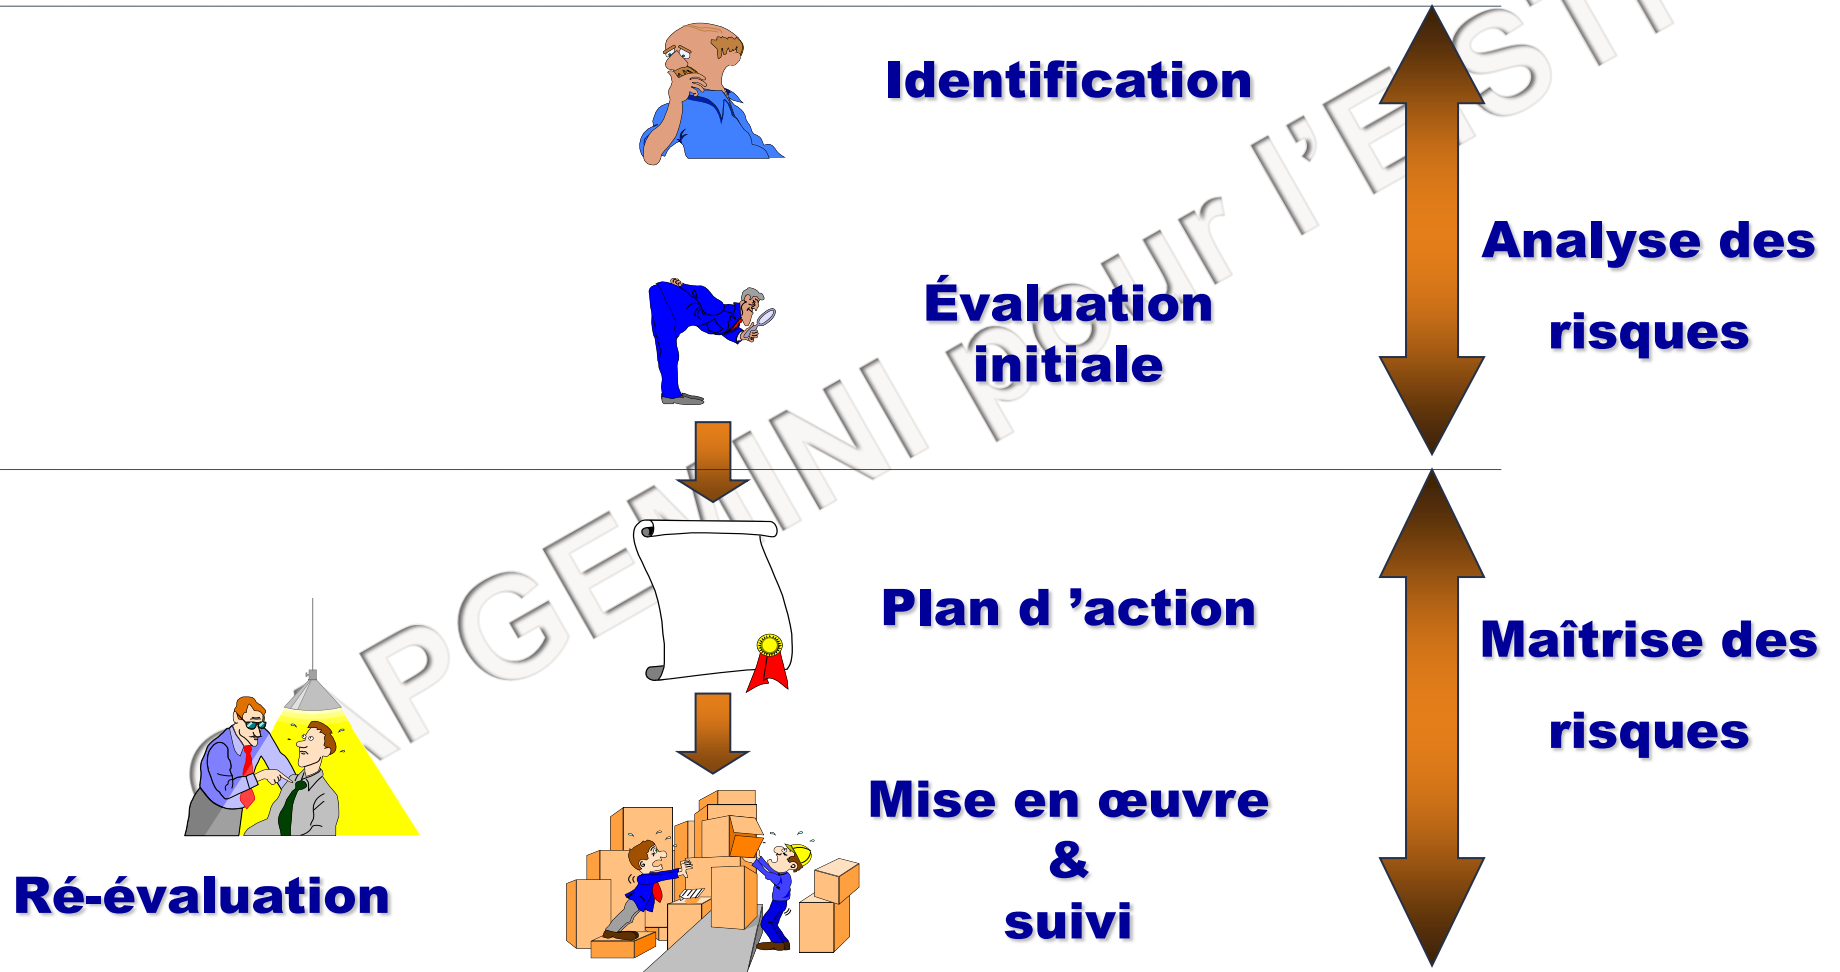 Identification
Évaluation
initiale
Analyse des
risques
Plan d ’action
Maîtrise des
risques
Mise en œuvre
&
suivi
Ré-évaluation
CAPGEMINI pour l’EISTI